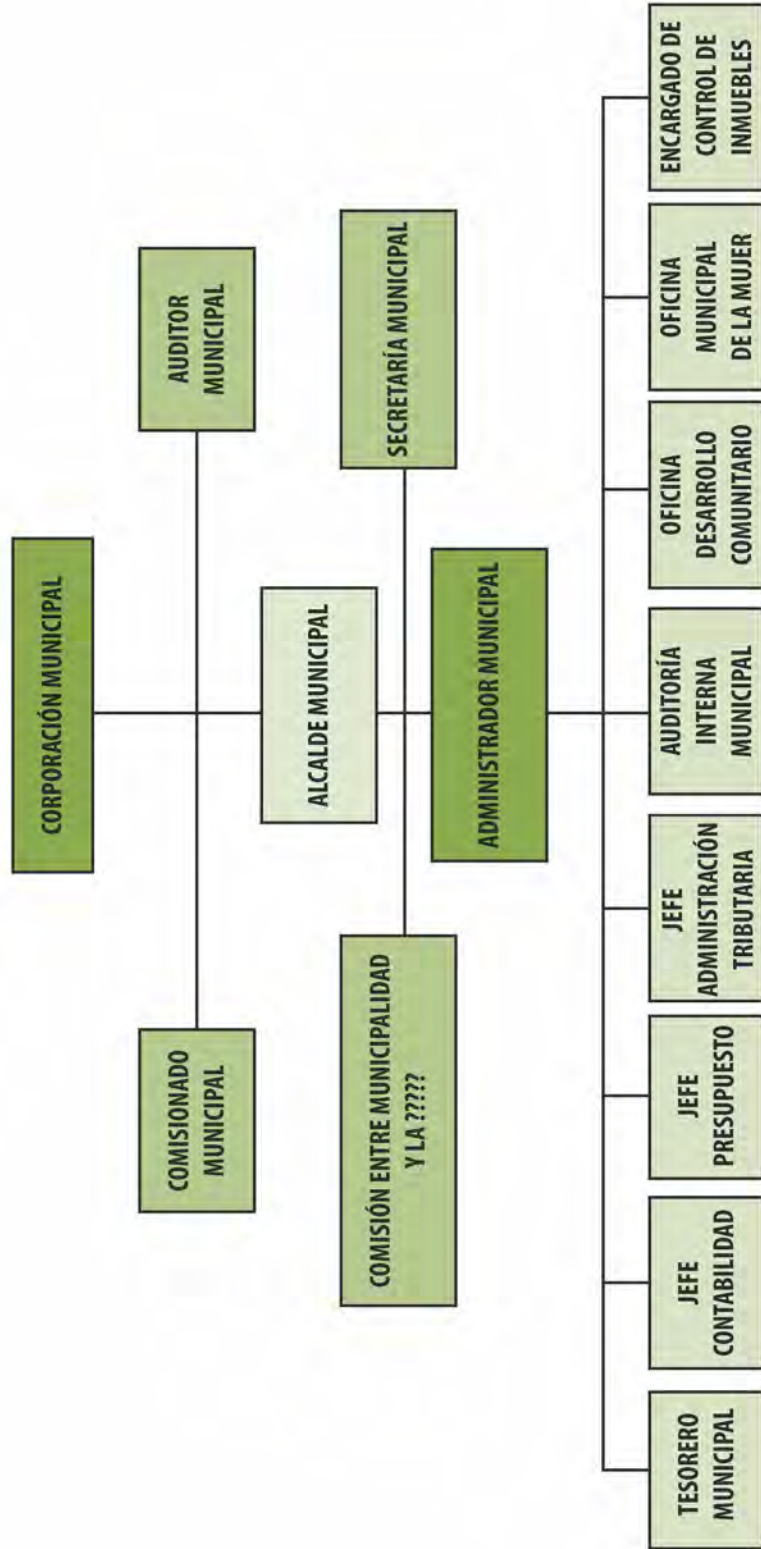 CORPORACIÓN MUNICIPAL
COMISIONADO
MUNICIPAL
AUDITOR
MUNICIPAL
ALCALDE MUNICIPAL
COMISIÓN ENTRE MUNICIPALIDAD
Y LA ?????
SECRETARÍA MUNICIPAL
ADMINISTRADOR MUNICIPAL
TESORERO
MUNICIPAL
JEFE
CONTABILIDAD
JEFE
PRESUPUESTO
JEFE
ADMINISTRACIÓN
TRIBUTARIA
AUDITORÍA
INTERNA
MUNICIPAL
OFICINA
DESARROLLO
COMUNITARIO
OFICINA
MUNICIPAL
DE LA MUJER
ENCARGADO DE
CONTROL DE
INMUEBLES